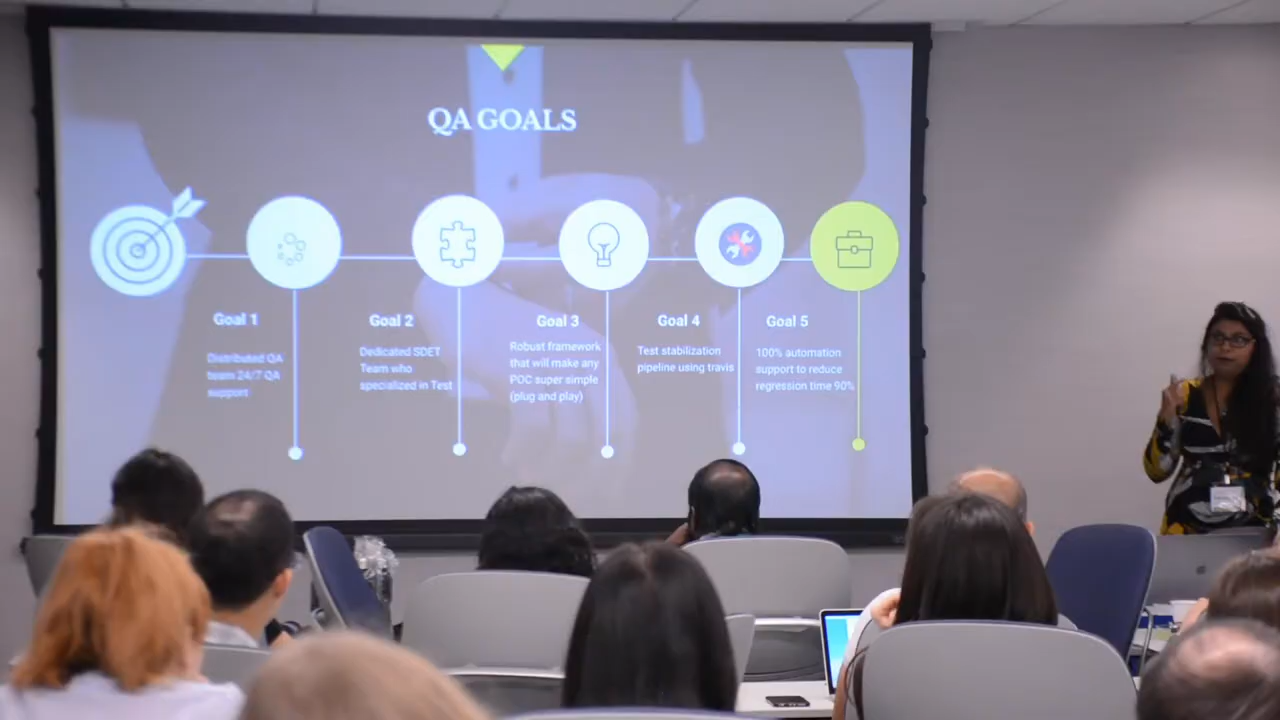 QA GOALS
Goal 1
Distributed QA
team 24/7 QA
support
Goal 2
Dedicated SDET
Team who
specialized in Test
Goal 3
Robust framework
that will make any
POC super simple
(plug and play)
Goal 4
Test stabilization
pipeline using travis
Goal 5
100% automation
support to reduce
regression time 90%